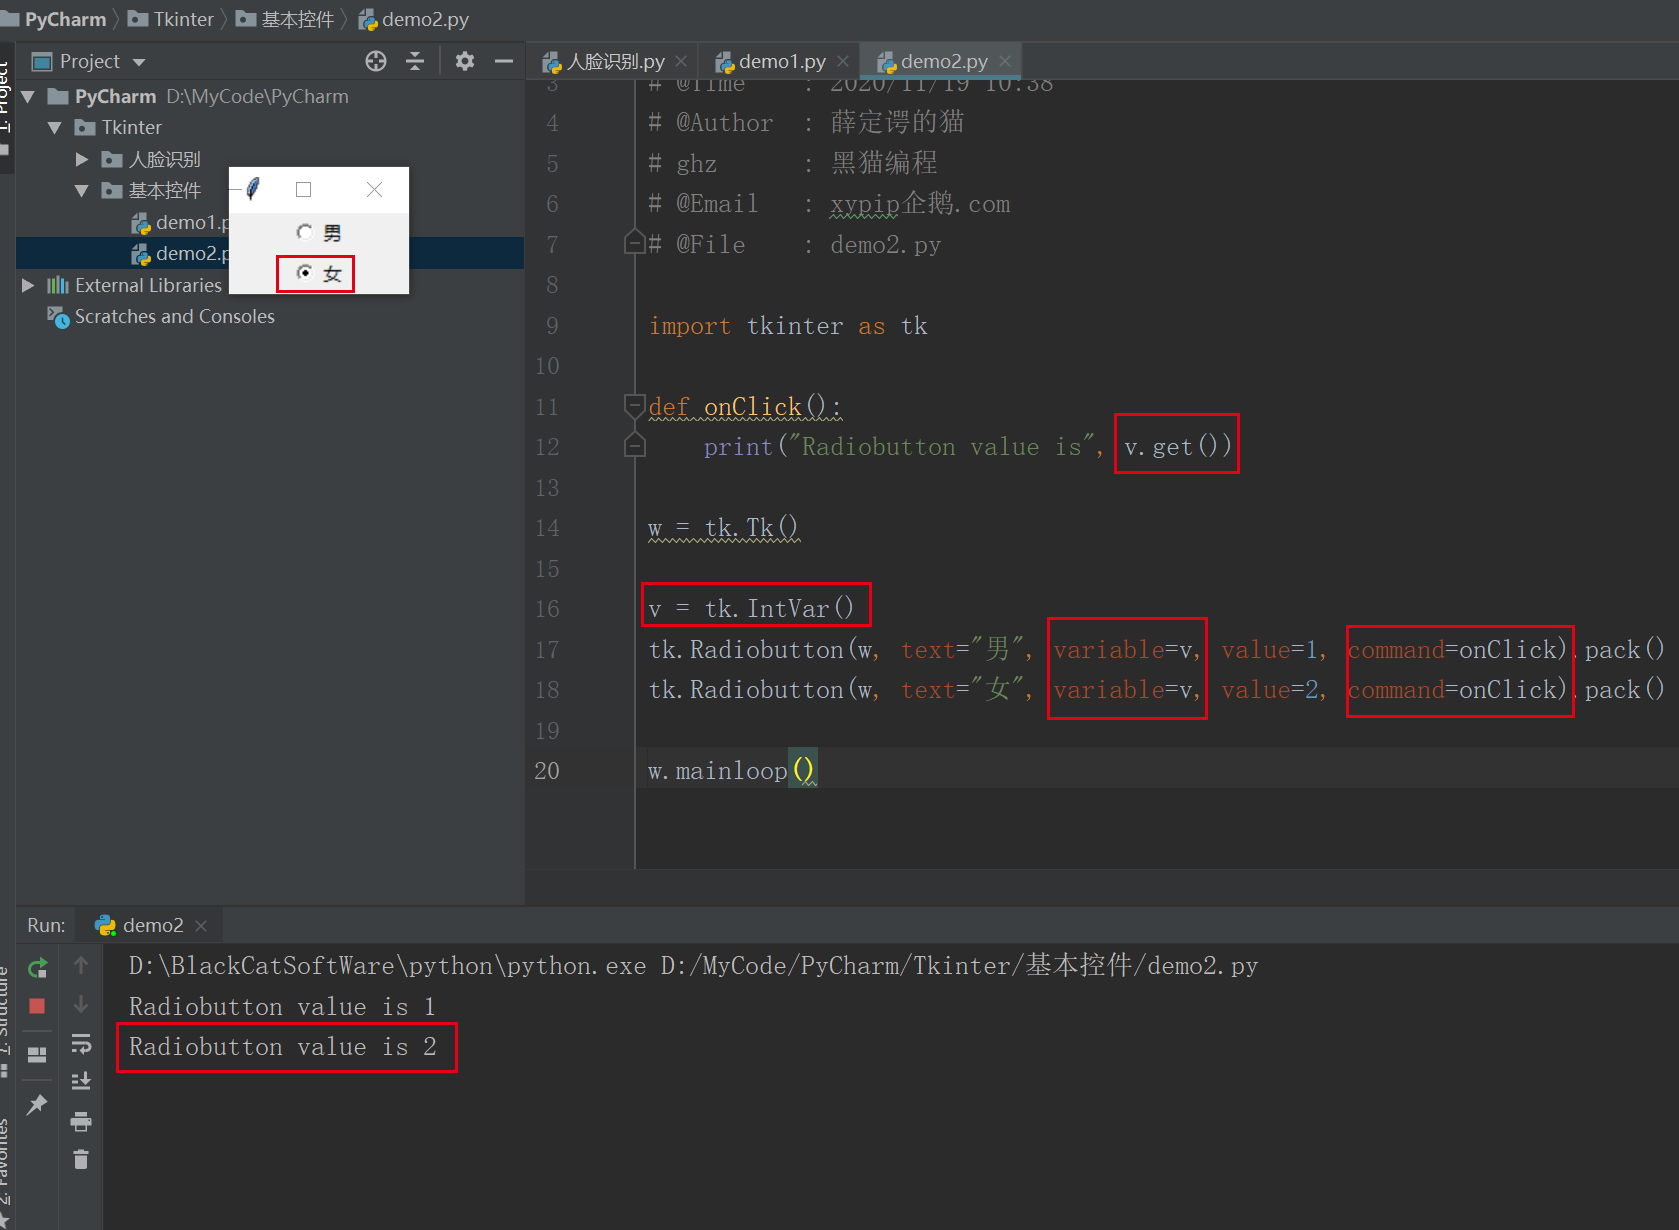 PyCharm Tkinter 基本控件 demo2.py
Project
人脸识别.py demo1.py demo2.py
PyCharm D:\MyCode\PyCharm
Tkinter
人脸识别
基本控件
demo1.p
demo2.p
External Libraries
Scratches and Consoles
男
女
3 # @Time : 2020/11/19 10:38
4 # @Author : 薛定谔的猫
5 # ghz : 黑猫编程
6 # @Email : xypip企鹅.com
7 # @File : demo2.py
8
9 import tkinter as tk
10
11 def onClick():
12 print("Radiobutton value is", v.get())
13
14 w = tk.Tk()
15
16 v = tk.IntVar()
17 tk.Radiobutton(w, text="男", variable=v, value=1, command=onClick).pack()
18 tk.Radiobutton(w, text="女", variable=v, value=2, command=onClick).pack()
19
20 w.mainloop()
Run: demo2
D:\BlackCatSoftWare\python\python.exe D:/MyCode/PyCharm/Tkinter/基本控件/demo2.py
Radiobutton value is 1
Radiobutton value is 2
1: Project
7: Structure
2: Favorites